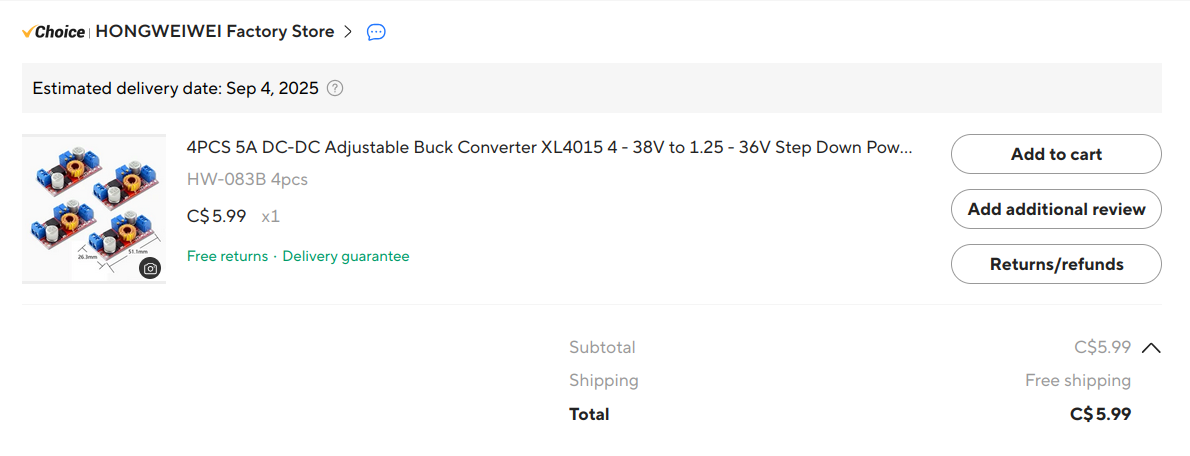 Choice | HONGWEIWEI Factory Store >
Estimated delivery date: Sep 4, 2025 ?
4PCS 5A DC-DC Adjustable Buck Converter XL4015 4 - 38V to 1.25 - 36V Step Down Pow...
HW-083B 4pcs
C$5.99 x1
Free returns · Delivery guarantee
26.3mm
51.1mm
Add to cart
Add additional review
Returns/refunds
Subtotal C$5.99
Shipping Free shipping
Total C$5.99